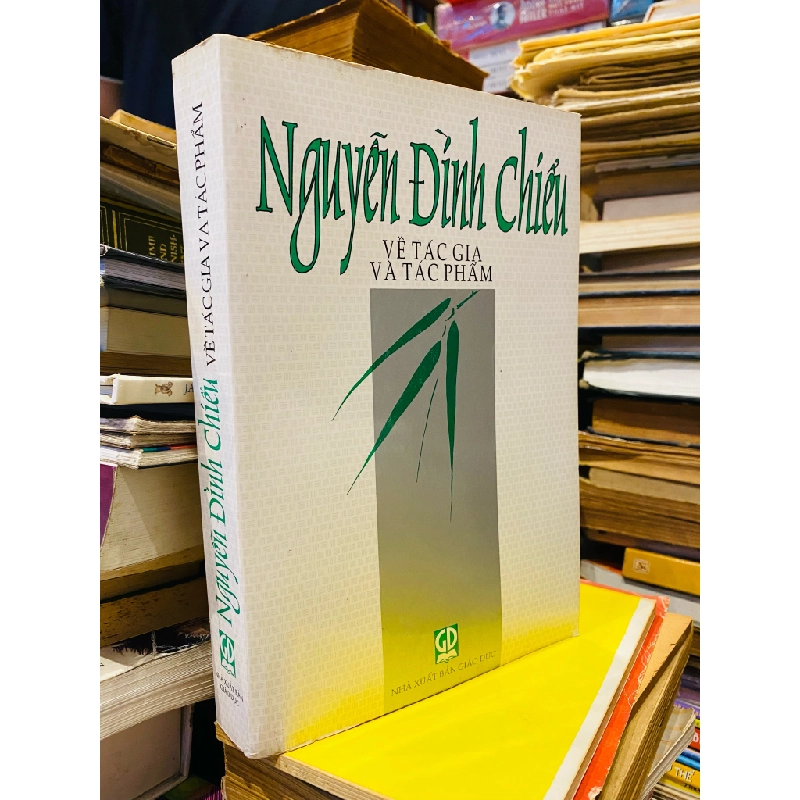 Nguyễn Đình Chiểu
VỀ TÁC GIA
VÀ TÁC PHẨM
GD
NHÀ XUẤT BẢN GIÁO DỤC
Nguyễn Đình Chiểu VỀ TÁC GIA VÀ TÁC PHẨM
GD